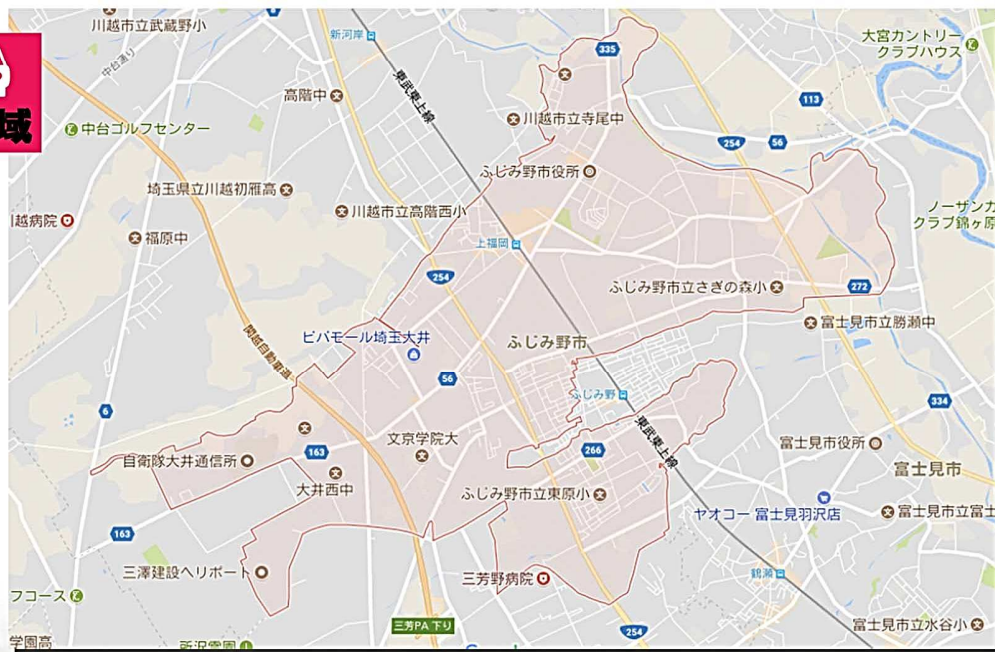 川越市立武蔵野小
新河岸
335
大宮カントリー
クラブハウス
中台通り
東武東上線
高階中
113
域
中台ゴルフセンター
川越市立寺尾中
254
56
ふじみ野市役所
埼玉県立川越初雁高
川越市立高階西小
越病院
福原中
上福岡
ノーザンカ
クラブ錦ヶ原
254
ふじみ野市立さぎの森小
272
関越自動車道
ビバモール埼玉大井
ふじみ野市
富士見市立勝瀬中
56
ふじみ野
6
334
東武東上線
文京学院大
富士見市役所
163
266
自衛隊大井通信所
富士見市
大井西中
ふじみ野市立東原小
ヤオコー 富士見羽沢店
富士見市立富士
163
三澤建設ヘリポート
三芳野病院
鶴瀬
フコース
三芳PA 下り
254
富士見市立水谷小
学園高
所沢霊園